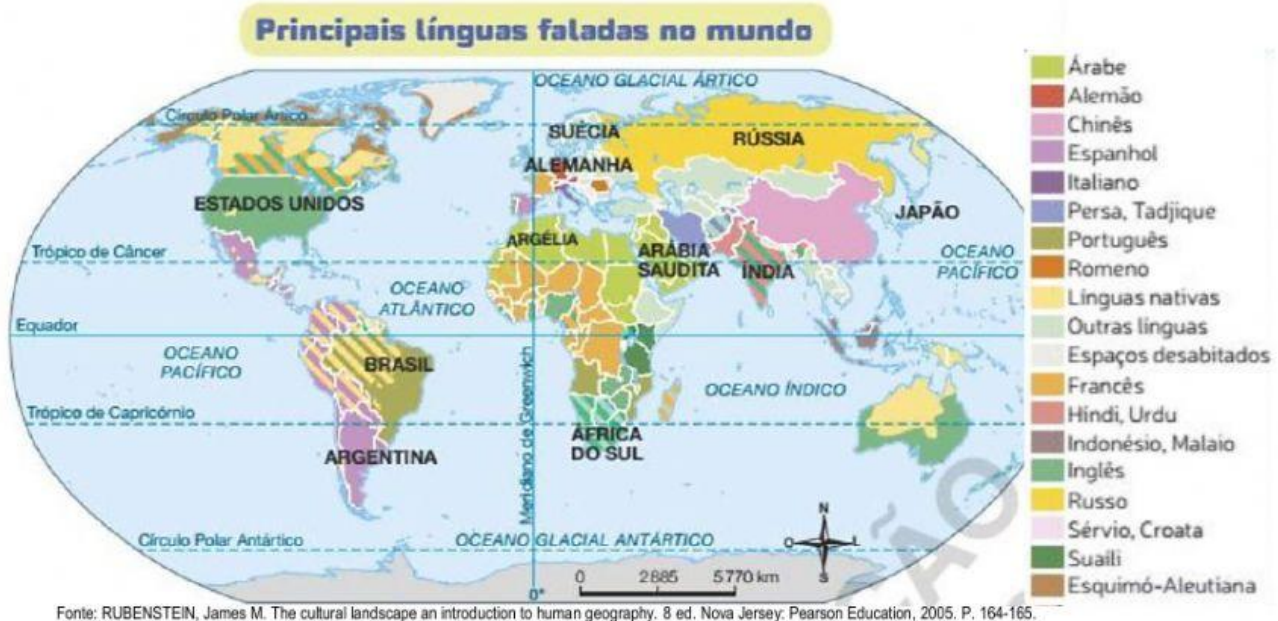 Principais línguas faladas no mundo
OCEANO GLACIAL ÁRTICO
Círculo Polar Ártico
SUÉCIA
RÚSSIA
ALEMANHA
ESTADOS UNIDOS
JAPÃO
ARGÉLIA
ARÁBIA
SAUDITA
ÍNDIA
Trópico de Câncer
OCEANO
PACÍFICO
OCEANO
ATLÂNTICO
Equador
OCEANO
PACÍFICO
BRASIL
OCEANO ÍNDICO
Meridiano de Greenwich
Trópico de Capricórnio
ÁFRICA
DO SUL
ARGENTINA
N
O
L
S
Círculo Polar Antártico
OCEANO GLACIAL ANTÁRTICO
0 2885 5770 km
0°
Árabe
Alemão
Chinês
Espanhol
Italiano
Persa, Tadjique
Português
Romeno
Línguas nativas
Outras línguas
Espaços desabitados
Francês
Híndi, Urdu
Indonésio, Malaio
Inglês
Russo
Sérvio, Croata
Suaíli
Esquimó-Aleutiana
Fonte: RUBENSTEIN, James M. The cultural landscape an introduction to human geography. 8 ed. Nova Jersey: Pearson Education, 2005. P. 164-165.